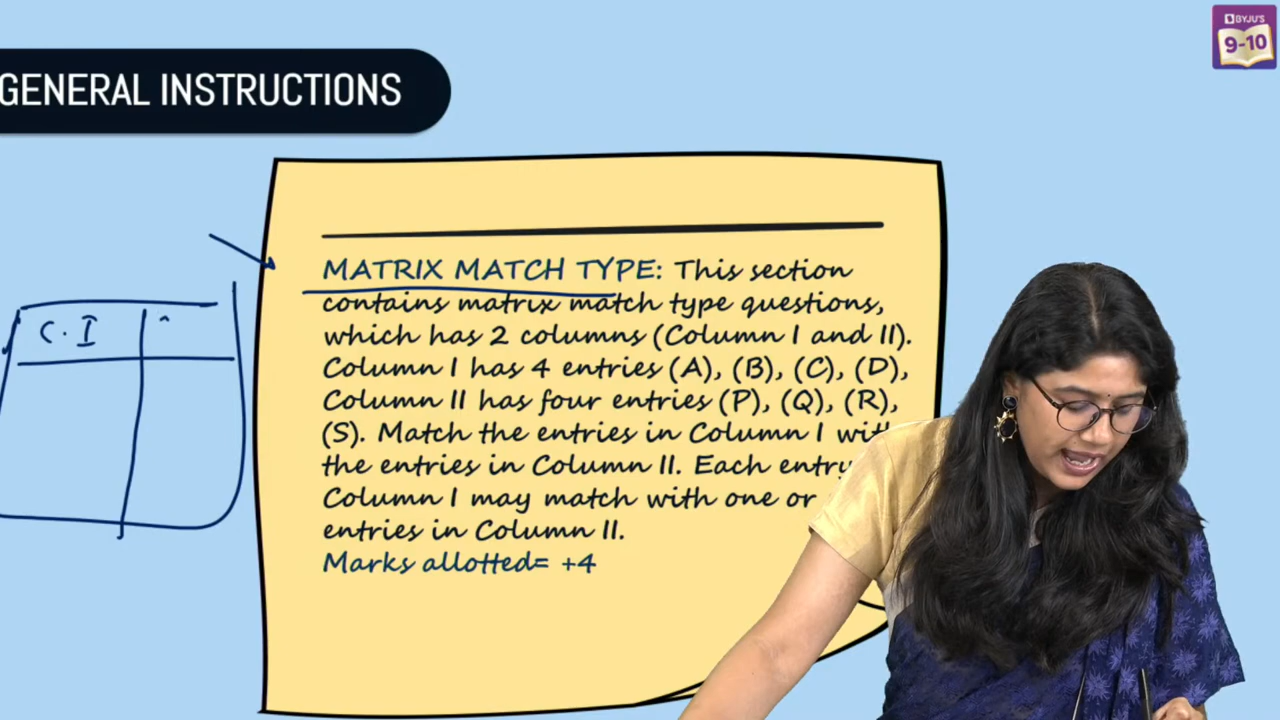 BYJU'S
9-10
GENERAL INSTRUCTIONS
MATRIX MATCH TYPE: This section
contains matrix match type questions,
which has 2 columns (Column I and II).
Column I has 4 entries (A), (B), (C), (D),
Column II has four entries (P), (Q), (R),
(S). Match the entries in Column I with
the entries in Column II. Each entry
Column I may match with one or
entries in Column II.
Marks allotted= +4
C. I